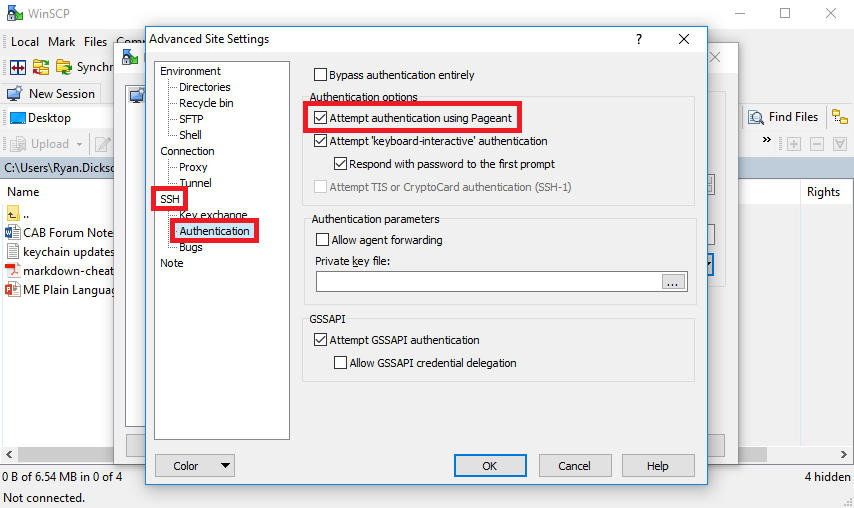 WinSCP
Local Mark Files
Advanced Site Settings
Synchr
New Session
Desktop
Find Files
Upload
C:\Users\Ryan.Dickso
Name
Rights
..
CAB Forum Note
keychain updates
markdown-cheat
ME Plain Languag
Environment
Directories
Recycle bin
SFTP
Shell
Connection
Proxy
Tunnel
SSH
Key exchange
Authentication
Bugs
Note
Bypass authentication entirely
Authentication options
Attempt authentication using Pageant
Attempt 'keyboard-interactive' authentication
Respond with password to the first prompt
Attempt TIS or CryptoCard authentication (SSH-1)
Authentication parameters
Allow agent forwarding
Private key file:
...
GSSAPI
Attempt GSSAPI authentication
Allow GSSAPI credential delegation
Color
OK
Cancel
Help
0 B of 6.54 MB in 0 of 4
4 hidden
Not connected.